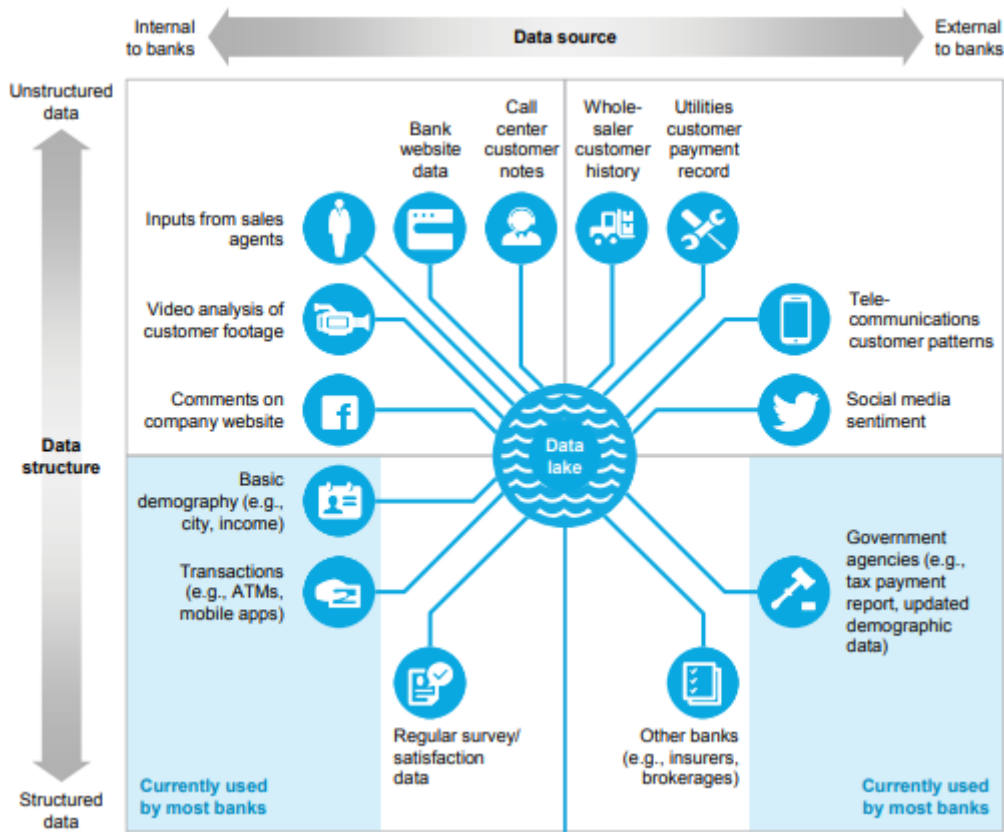 Internal
to banks
Data source
External
to banks
Unstructured
data
Data
structure
Structured
data
Inputs from sales
agents
Bank
website
data
Call
center
customer
notes
Whole-
saler
customer
history
Utilities
customer
payment
record
Video analysis of
customer footage
Tele-
communications
customer patterns
Comments on
company website
f
Social media
sentiment
Data
lake
Basic
demography (e.g.,
city, income)
Transactions
(e.g., ATMs,
mobile apps)
Government
agencies (e.g.,
tax payment
report, updated
demographic
data)
Regular survey/
satisfaction
data
Other banks
(e.g., insurers,
brokerages)
Currently used
by most banks
Currently used
by most banks